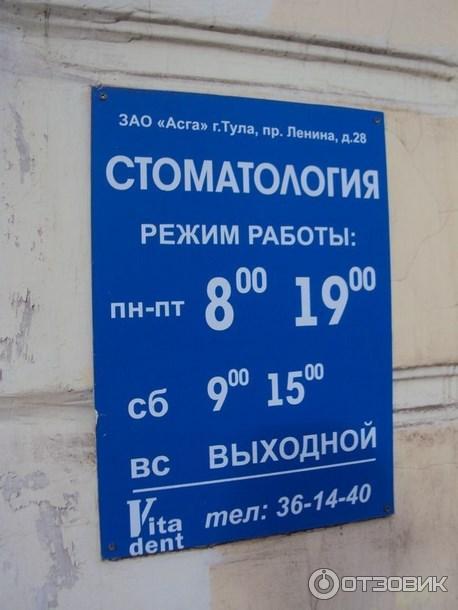 ЗАО «Асга» г.Тула, пр. Ленина, д.28
СТОМАТОЛОГИЯ
РЕЖИМ РАБОТЫ:
пн-пт 8⁰⁰ 19⁰⁰
сб 9⁰⁰ 15⁰⁰
вс ВЫХОДНОЙ
Vita dent тел: 36-14-40
ОТЗОВИК